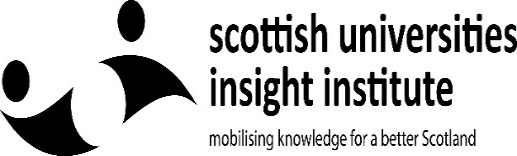 scottish universities
insight institute
mobilising knowledge for a better Scotland